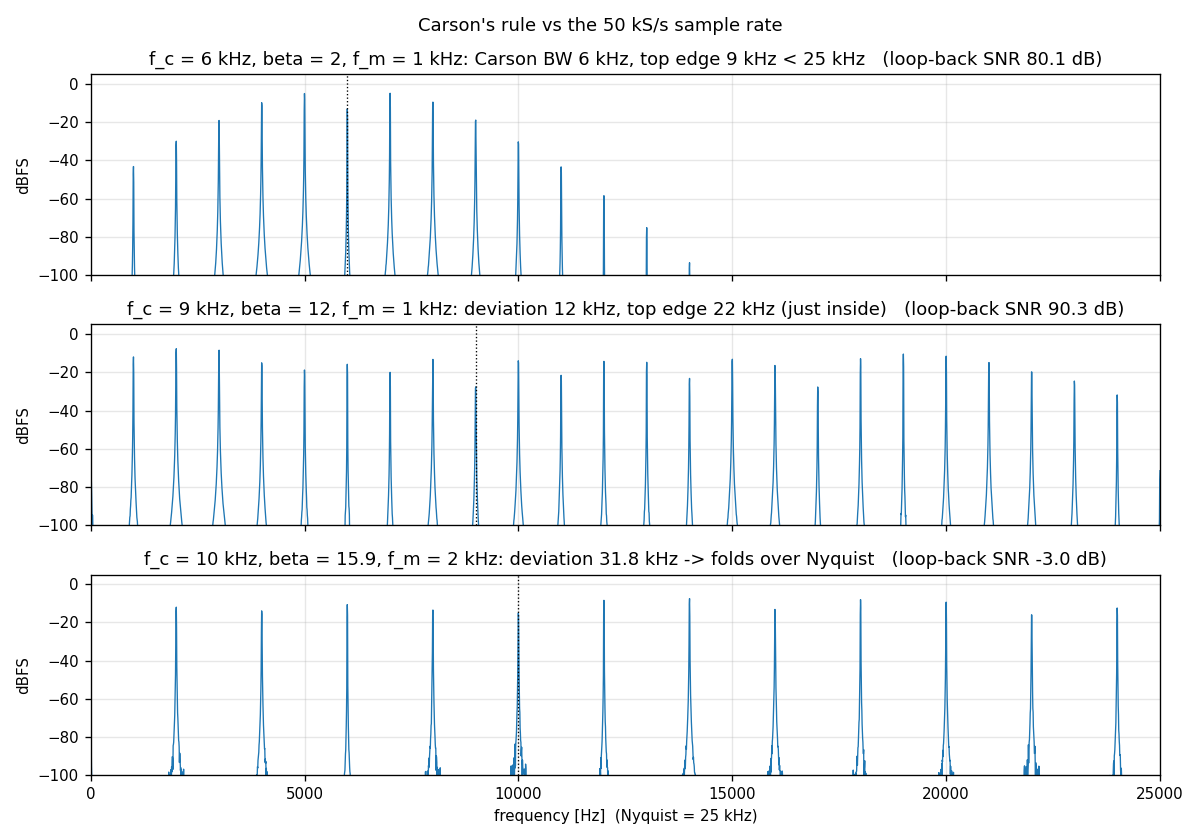 Carson's rule vs the 50 kS/s sample rate
f_c = 6 kHz, beta = 2, f_m = 1 kHz: Carson BW 6 kHz, top edge 9 kHz < 25 kHz   (loop-back SNR 80.1 dB)
0
−20
−40
−60
−80
−100
dBFS
f_c = 9 kHz, beta = 12, f_m = 1 kHz: deviation 12 kHz, top edge 22 kHz (just inside)   (loop-back SNR 90.3 dB)
0
−20
−40
−60
−80
−100
dBFS
f_c = 10 kHz, beta = 15.9, f_m = 2 kHz: deviation 31.8 kHz -> folds over Nyquist   (loop-back SNR -3.0 dB)
0
−20
−40
−60
−80
−100
dBFS
0 5000 10000 15000 20000 25000
frequency [Hz]  (Nyquist = 25 kHz)